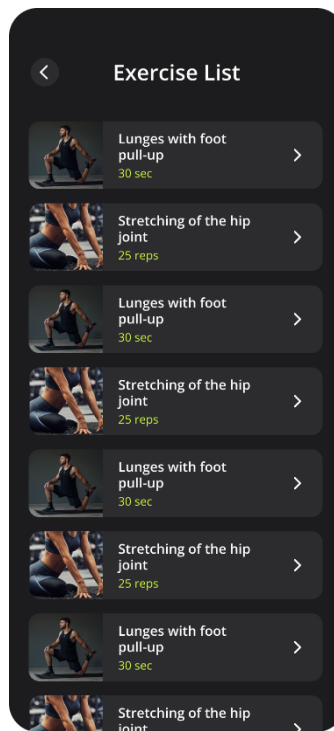 Exercise List
Lunges with foot
pull-up
30 sec
Stretching of the hip
joint
25 reps
Lunges with foot
pull-up
30 sec
Stretching of the hip
joint
25 reps
Lunges with foot
pull-up
30 sec
Stretching of the hip
joint
25 reps
Lunges with foot
pull-up
30 sec
Stretching of the hip
joint